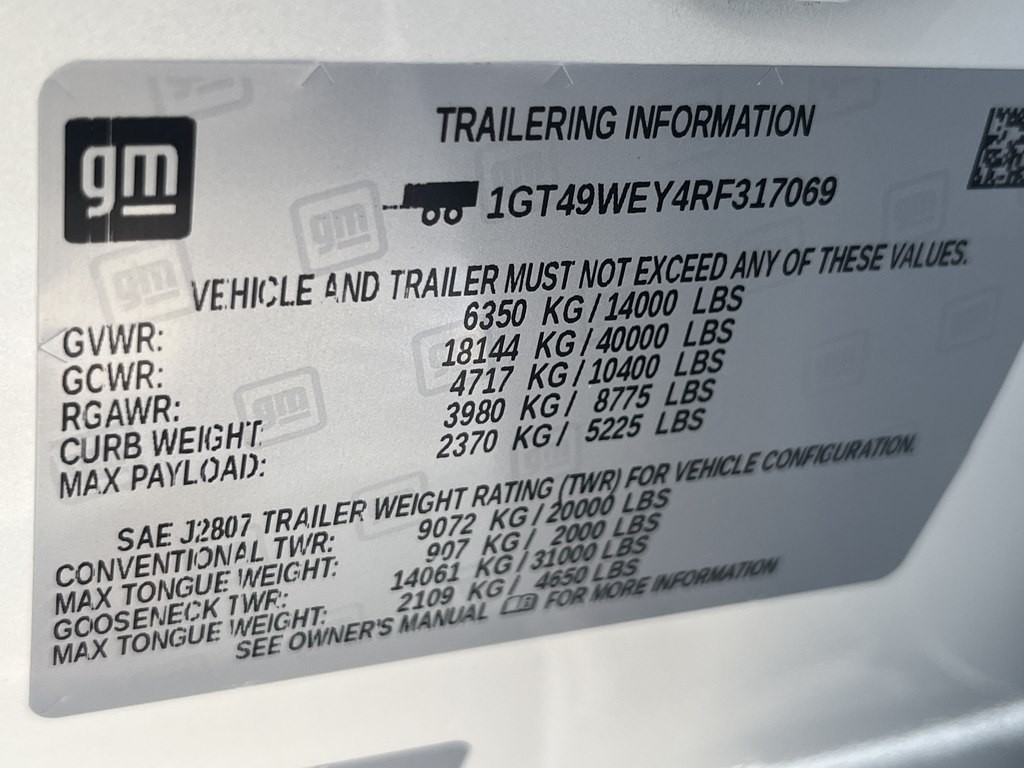 gm
TRAILERING INFORMATION
1GT49WEY4RF317069
VEHICLE AND TRAILER MUST NOT EXCEED ANY OF THESE VALUES.
GVWR: 6350 KG/14000 LBS
GCWR: 18144 KG/40000 LBS
RGAWR: 4717 KG/10400 LBS
CURB WEIGHT: 3980 KG/ 8775 LBS
MAX PAYLOAD: 2370 KG/ 5225 LBS
SAE J2807 TRAILER WEIGHT RATING (TWR) FOR VEHICLE CONFIGURATION.
CONVENTIONAL TWR: 9072 KG/20000 LBS
MAX TONGUE WEIGHT: 907 KG/ 2000 LBS
GOOSENECK TWR: 14061 KG/31000 LBS
MAX TONGUE WEIGHT: 2109 KG/ 4650 LBS
SEE OWNER'S MANUAL FOR MORE INFORMATION